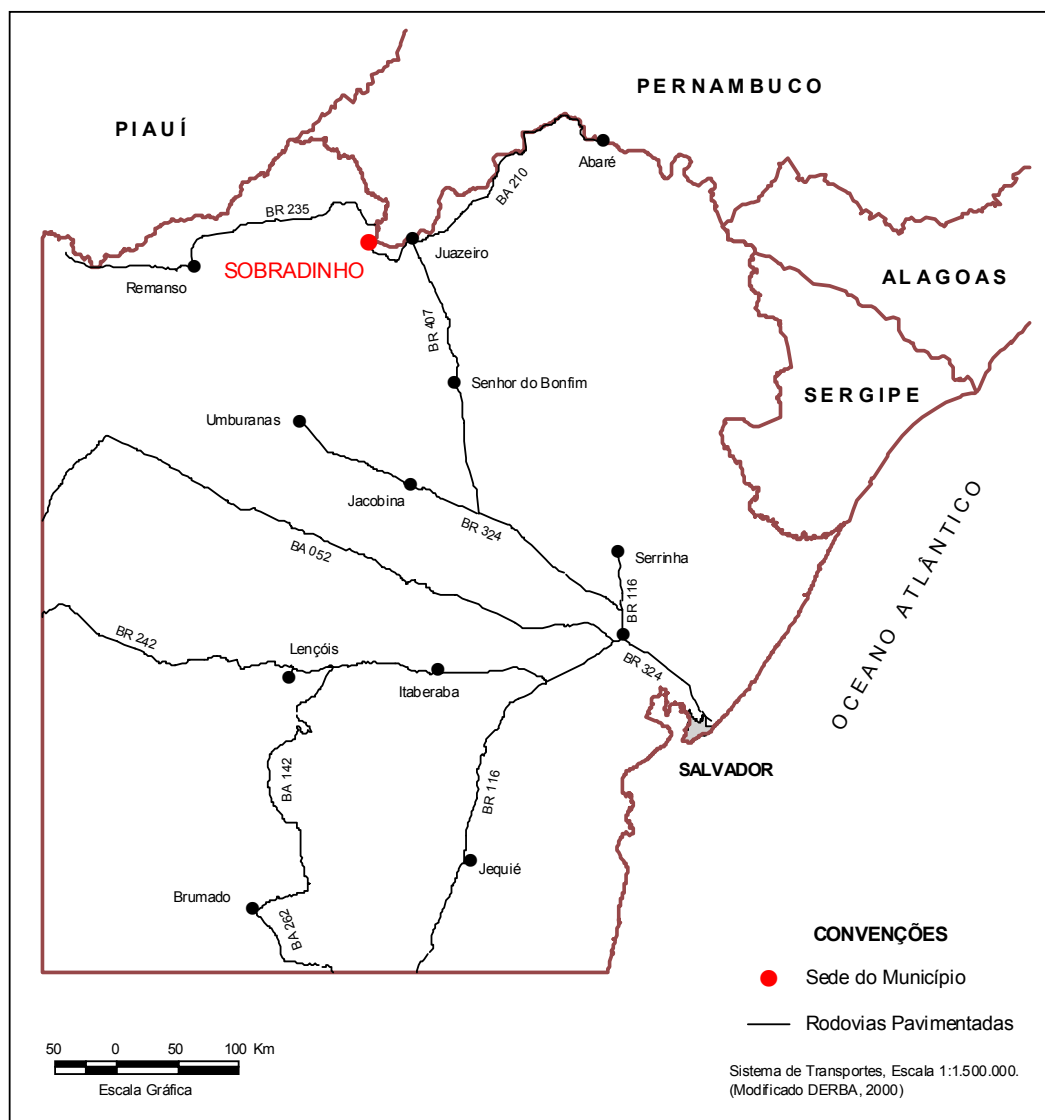 PERNAMBUCO
PIAUÍ
Abaré
BA 210
BR 235
Juazeiro
SOBRADINHO
Remanso
ALAGOAS
BR 407
Senhor do Bonfim
SERGIPE
Umburanas
Jacobina
BR 324
OCEANO ATLÂNTICO
BA 052
Serrinha
BR 116
BR 242
Lençóis
Itaberaba
BR 324
SALVADOR
BA 142
BR 116
Jequié
Brumado
BA 262
CONVENÇÕES
Sede do Município
Rodovias Pavimentadas
50 0 50 100 Km
Escala Gráfica
Sistema de Transportes, Escala 1:1.500.000.
(Modificado DERBA, 2000)